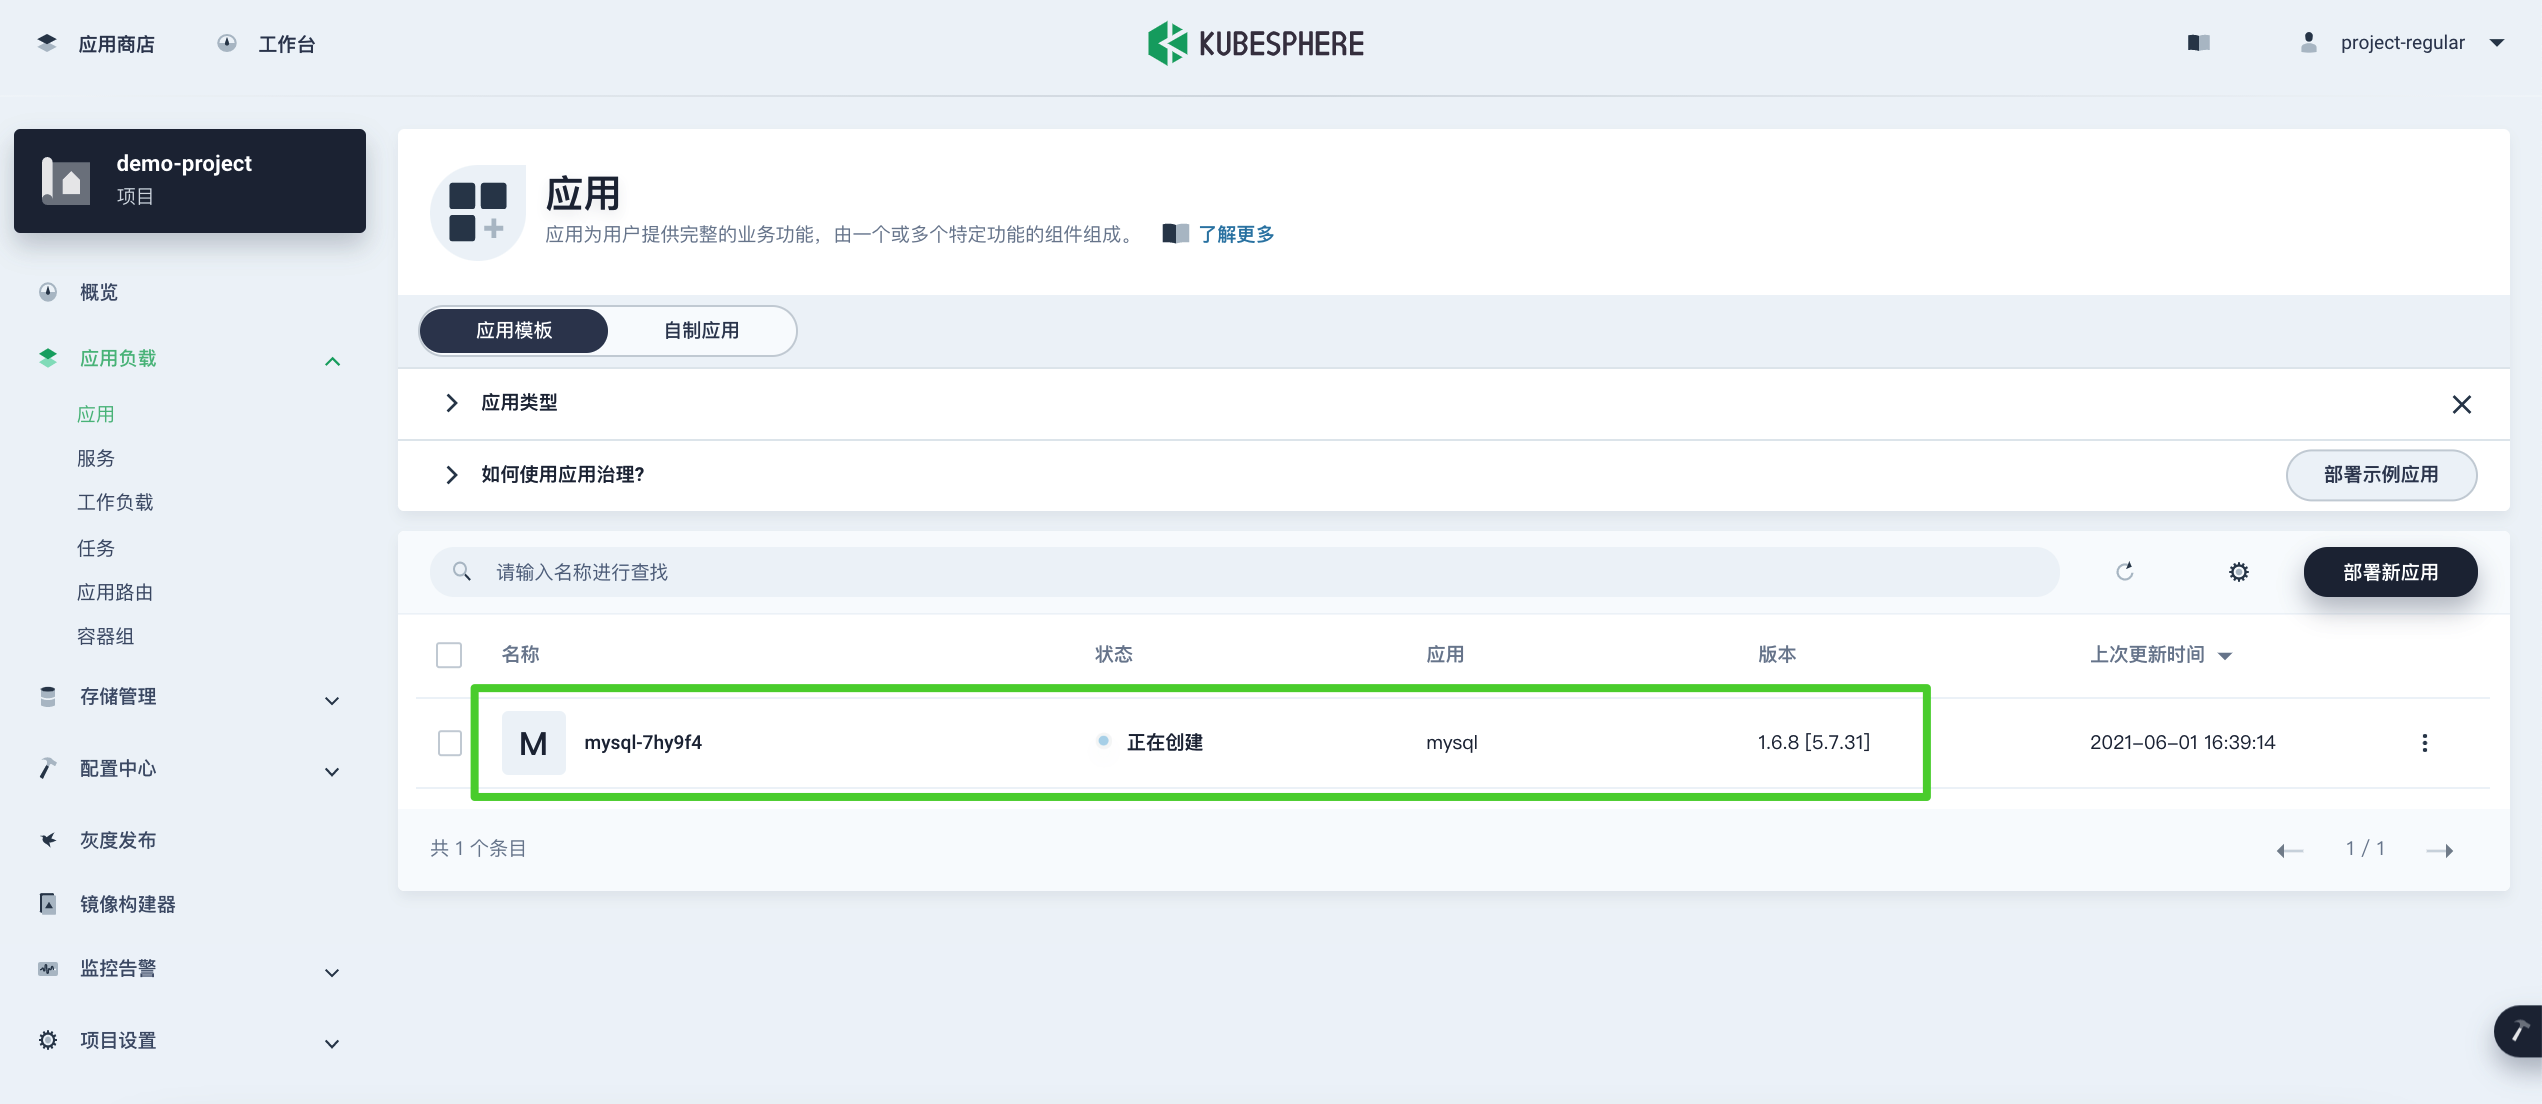 应用商店
工作台
KUBESPHERE
project-regular
demo-project
项目
概览
应用负载
应用
服务
工作负载
任务
应用路由
容器组
存储管理
配置中心
灰度发布
镜像构建器
监控告警
项目设置
应用
应用为用户提供完整的业务功能，由一个或多个特定功能的组件组成。 了解更多
应用模板
自制应用
应用类型
如何使用应用治理?
部署示例应用
请输入名称进行查找
部署新应用
名称 状态 应用 版本 上次更新时间
M mysql-7hy9f4 正在创建 mysql 1.6.8 [5.7.31] 2021-06-01 16:39:14
共 1 个条目
1 / 1